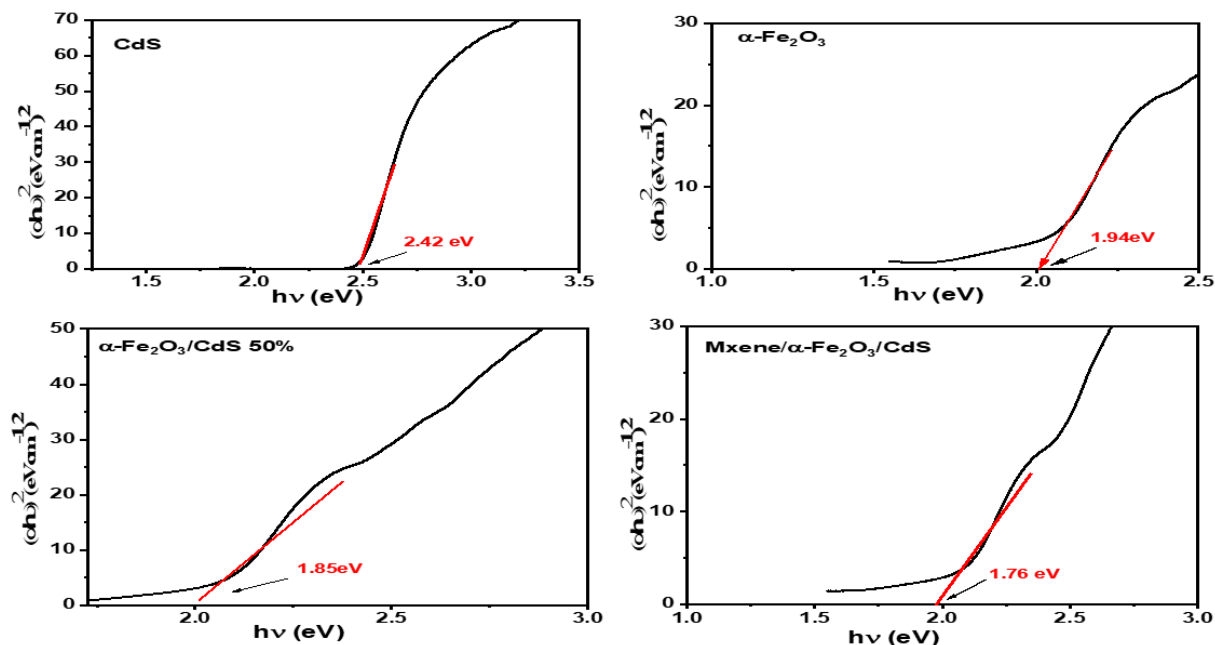 CdS
(αhυ)²(eVcm⁻¹)²
70
60
50
40
30
20
10
0
2.42 eV
1.5 2.0 2.5 3.0 3.5
hν (eV)
α-Fe₂O₃
(αhυ)²(eVcm⁻¹)²
30
20
10
0
1.94eV
1.0 1.5 2.0 2.5
hν (eV)
α-Fe₂O₃/CdS 50%
(αhυ)²(eVcm⁻¹)²
50
40
30
20
10
0
1.85eV
2.0 2.5 3.0
hν (eV)
Mxene/α-Fe₂O₃/CdS
(αhυ)²(eVcm⁻¹)²
30
20
10
0
1.76 eV
1.0 1.5 2.0 2.5 3.0
hν (eV)